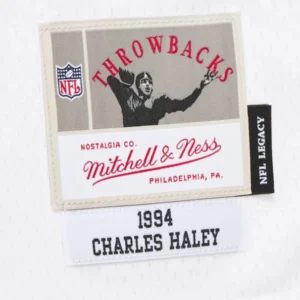 THROWBACKS
NFL
NOSTALGIA CO.
Mitchell & Ness
PHILADELPHIA, PA.
NFL LEGACY
1994
CHARLES HALEY